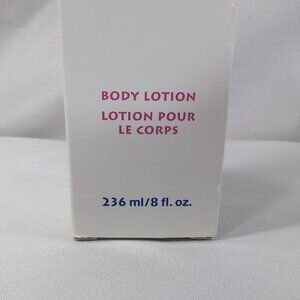 BODY LOTION
LOTION POUR
LE CORPS
236 ml/8 fl. oz.